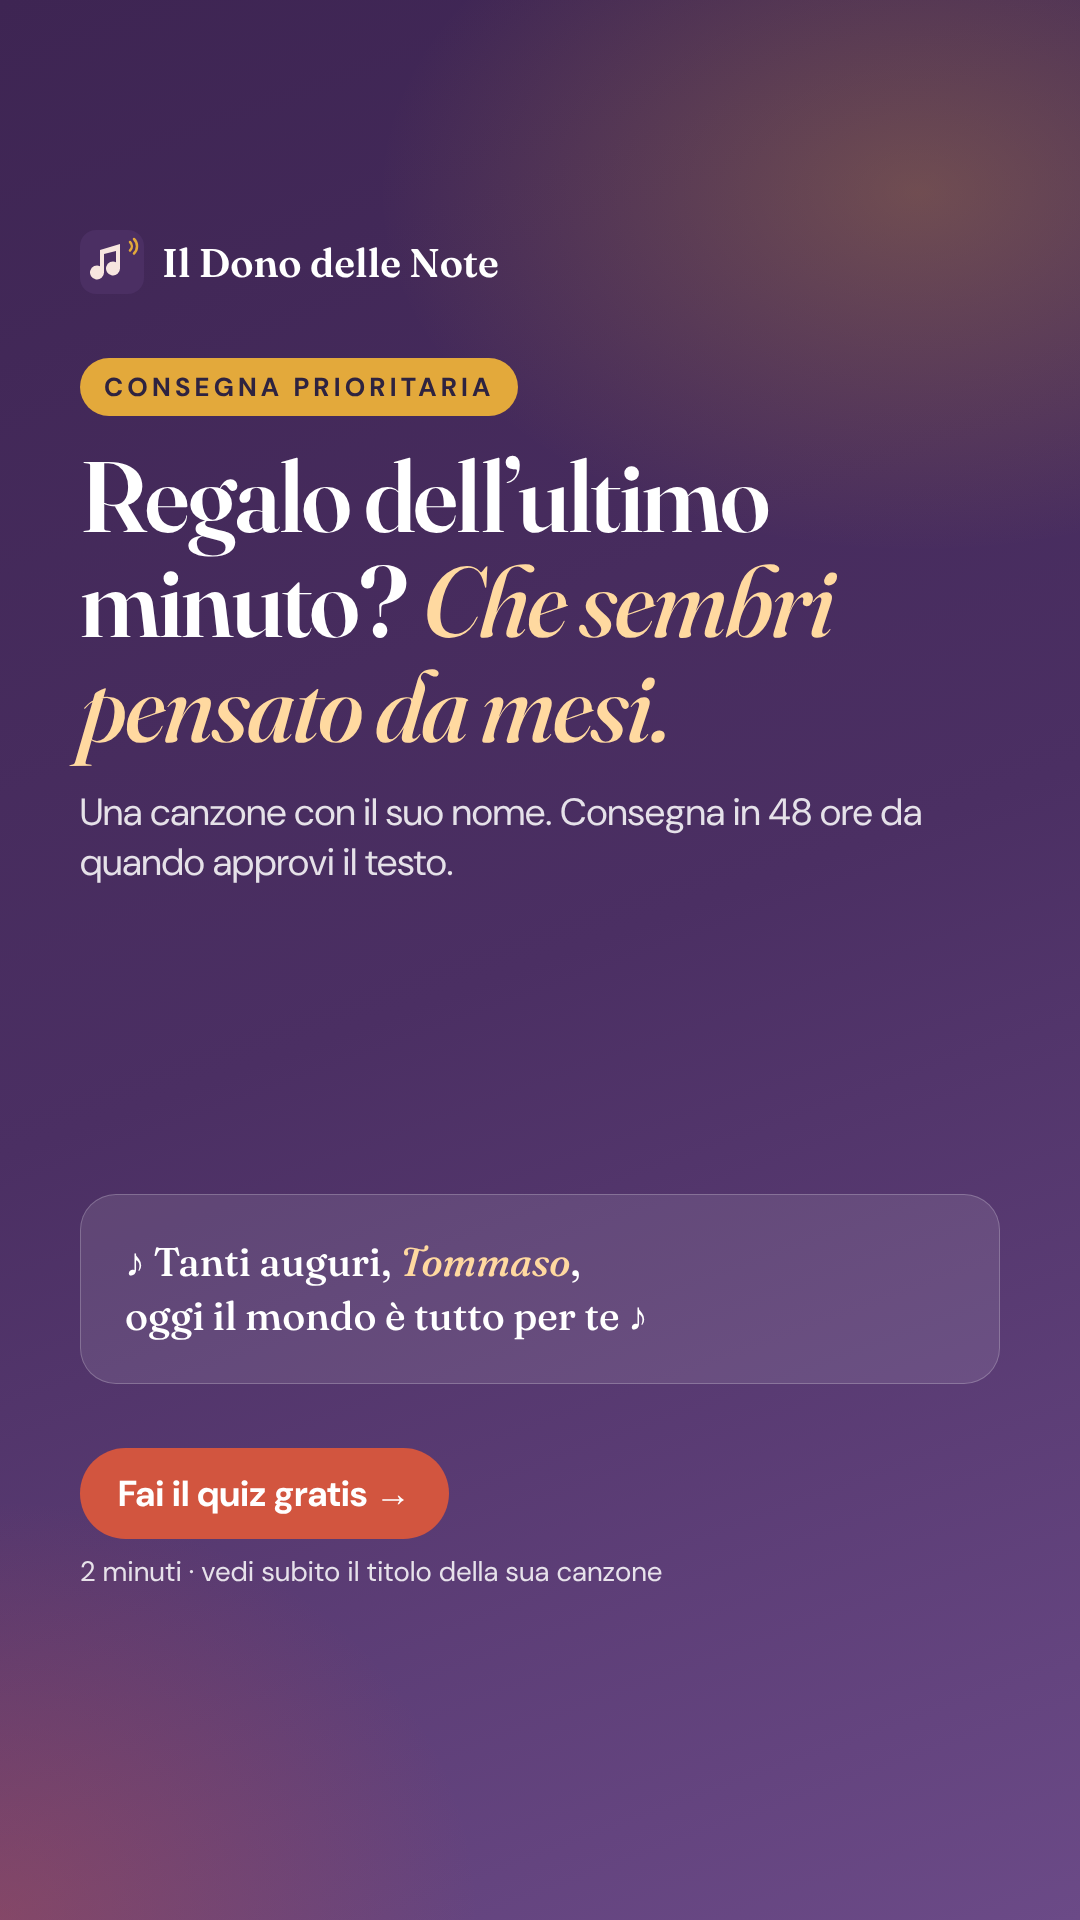 Il Dono delle Note
CONSEGNA PRIORITARIA
Regalo dell’ultimo
minuto? Che sembri
pensato da mesi.
Una canzone con il suo nome. Consegna in 48 ore da
quando approvi il testo.
♪ Tanti auguri, Tommaso,
oggi il mondo è tutto per te ♪
Fai il quiz gratis →
2 minuti · vedi subito il titolo della sua canzone